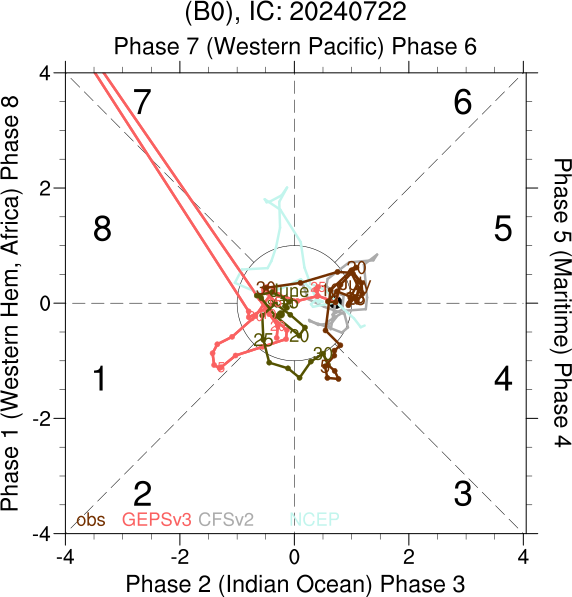 (B0), IC: 20240722
Phase 7 (Western Pacific) Phase 6
Phase 1 (Western Hem, Africa) Phase 8
Phase 5 (Maritime) Phase 4
4
2
0
-2
-4
7
6
8
5
1
4
2
3
30
20
June
25
20
30
5
obs GEPSv3 CFSv2 NCEP
-4 -2 0 2 4
Phase 2 (Indian Ocean) Phase 3